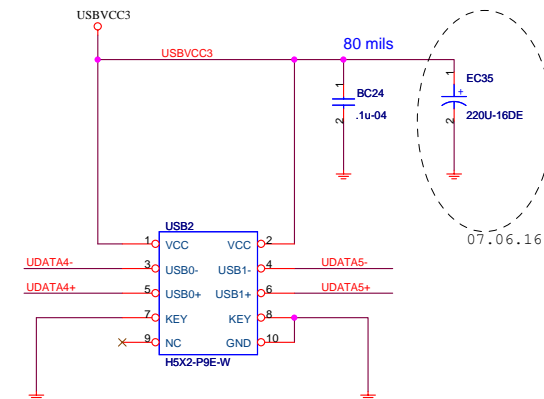 USBVCC3
USBVCC3
80 mils
1
BC24
2
.1u-04
1
EC35
+
2
220U-16DE
07.06.16
USB2
1 VCC VCC 2
UDATA4- 3 USB0- USB1- 4 UDATA5-
UDATA4+ 5 USB0+ USB1+ 6 UDATA5+
7 KEY KEY 8
9 NC GND 10
H5X2-P9E-W